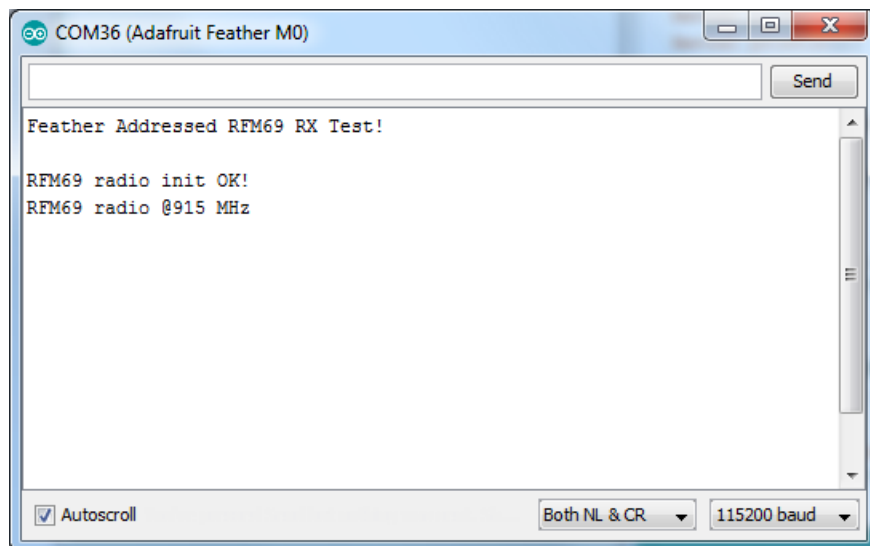 COM36 (Adafruit Feather M0)
Send
Feather Addressed RFM69 RX Test!
RFM69 radio init OK!
RFM69 radio @915 MHz
Autoscroll
Both NL & CR
115200 baud